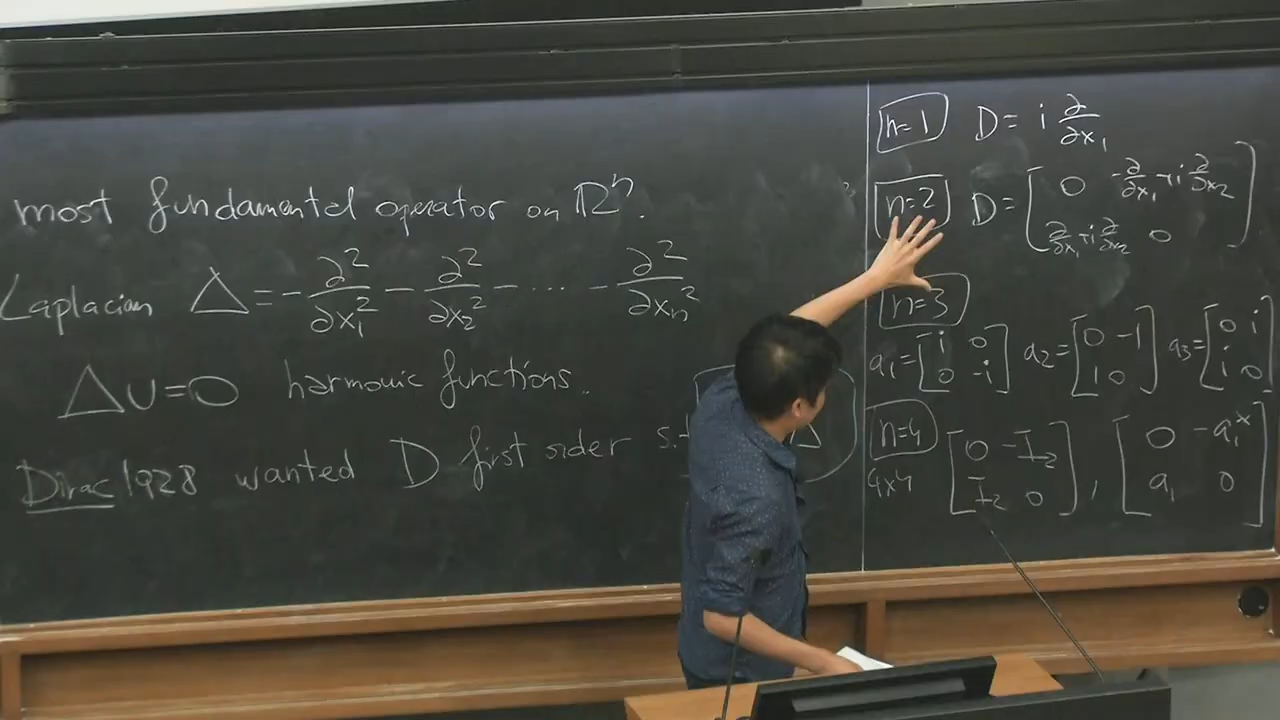 most fundamental operator on ℝⁿ.
Laplacian Δ = -∂²/∂x₁² - ∂²/∂x₂² - ... - ∂²/∂xₙ²
Δu=0 harmonic functions.
Dirac 1928 wanted D first order s.t Δ
n=1 D = i ∂/∂x₁
n=2 D = [0 -∂/∂x₁+i∂/∂x₂
∂/∂x₁+i∂/∂x₂ 0]
n=3
a₁=[i 0; 0 -i] a₂=[0 -1; 1 0] a₃=[0 i; i 0]
n=4
4x4 [0 -I₂; I₂ 0], [0 -a₁*; a₁ 0]